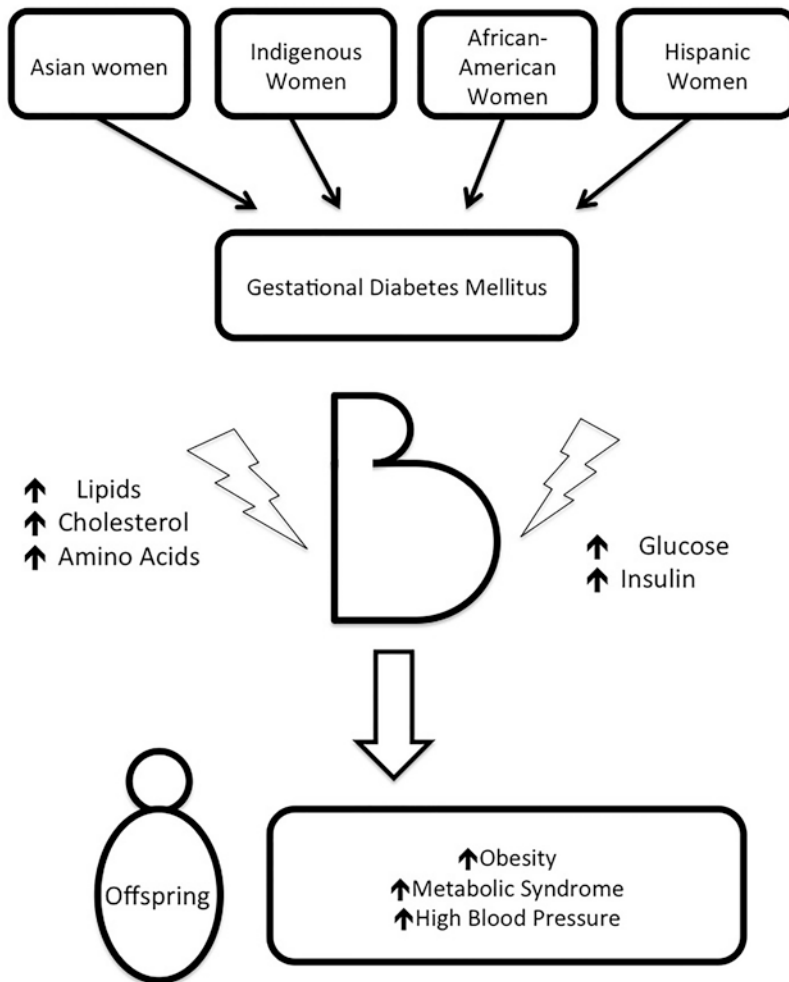 Asian women
Indigenous
Women
African-
American
Women
Hispanic
Women
Gestational Diabetes Mellitus
↑ Lipids
↑ Cholesterol
↑ Amino Acids
↑ Glucose
↑ Insulin
Offspring
↑Obesity
↑Metabolic Syndrome
↑High Blood Pressure